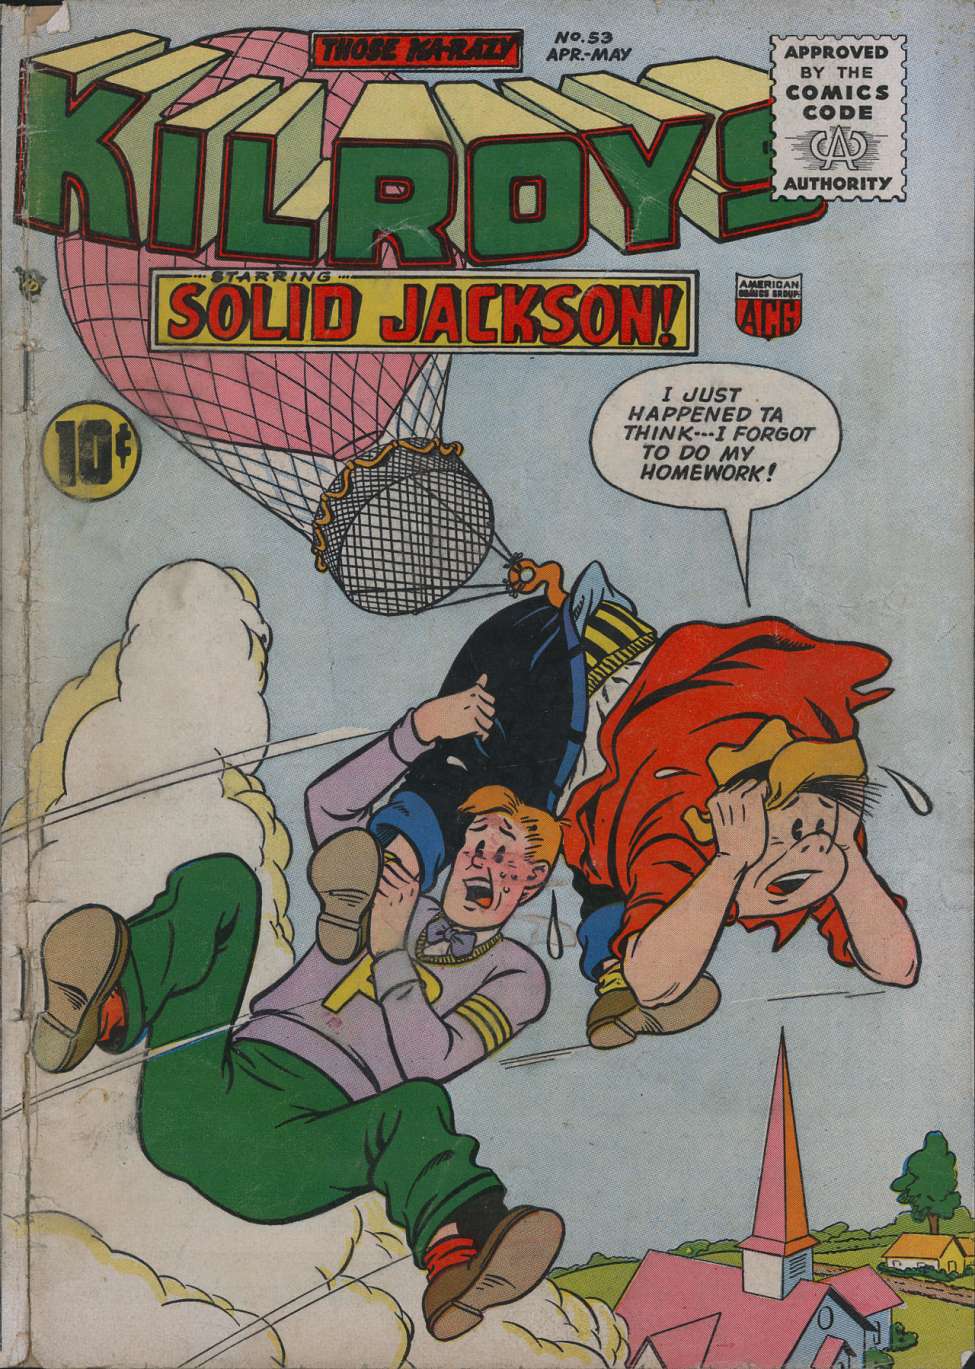 THOSE KA-RAZY
No. 53
APR.-MAY
KILROYS
APPROVED
BY THE
COMICS
CODE
CA
AUTHORITY
... STARRING ...
SOLID JACKSON!
AMERICAN
COMICS GROUP
ACG
10¢
I JUST
HAPPENED TA
THINK---I FORGOT
TO DO MY
HOMEWORK!